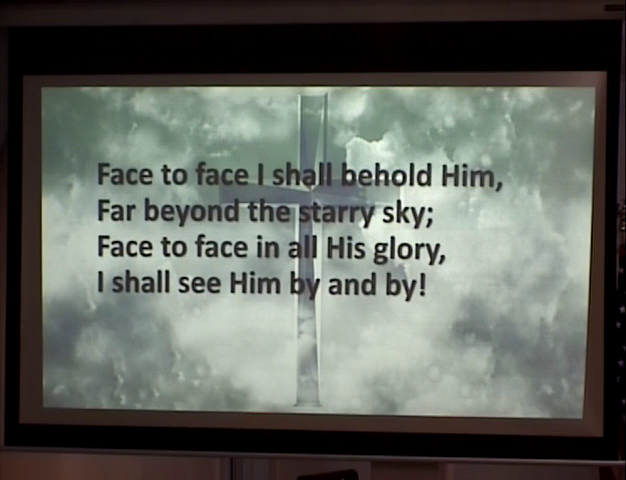 Face to face I shall behold Him,
Far beyond the starry sky;
Face to face in all His glory,
I shall see Him by and by!